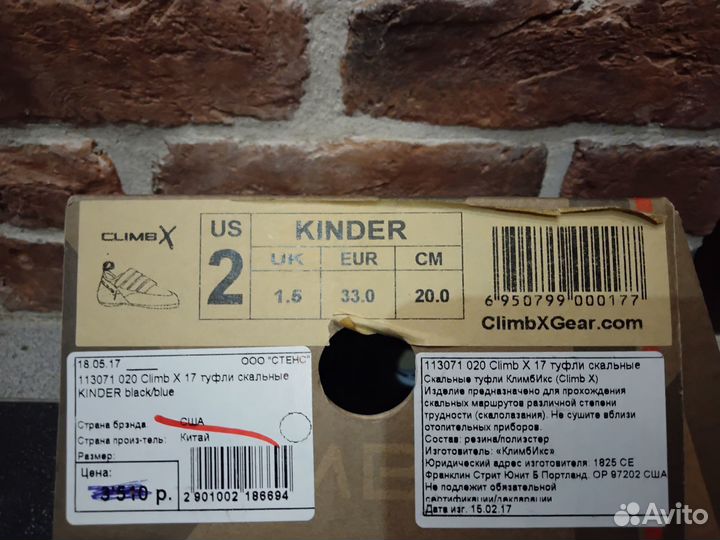 CLIMB X
US
2
KINDER
UK EUR CM
1.5 33.0 20.0
6 950799 000177
ClimbXGear.com
18.05.17 ООО "СТЕНС"
113071 020 Climb X 17 туфли скальные
KINDER black/blue
Страна брэнда: США
Страна произ-тель: Китай
Размер:
Цена:
3'510 р.
2 901002 186694
113071 020 Climb X 17 туфли скальные
Скальные туфли КлимбИкс (Climb X)
Изделие предназначено для прохождения
скальных маршрутов различной степени
трудности (скалолазания). Не сушите вблизи
отопительных приборов.
Состав: резина/полиэстер
Изготовитель: «КлимбИкс»
Юридический адрес изготовителя: 1825 СЕ
Франклин Стрит Юнит Б Портланд, ОР 97202 США
Не подлежит обязательной
сертификации/декларации
Дата изг. 15.02.17
Avito